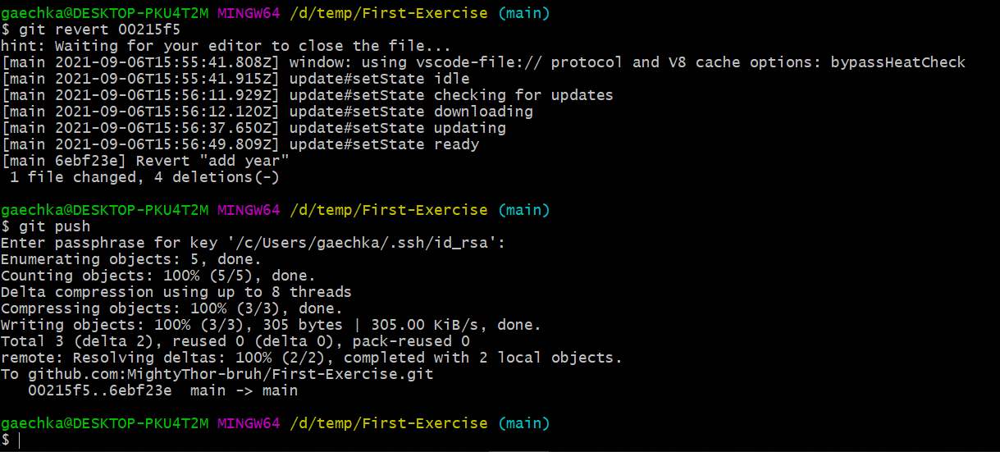 gaechka@DESKTOP-PKU4T2M MINGW64 /d/temp/First-Exercise (main)
$ git revert 00215f5
hint: Waiting for your editor to close the file...
[main 2021-09-06T15:55:41.808Z] window: using vscode-file:// protocol and V8 cache options: bypassHeatCheck
[main 2021-09-06T15:55:41.915Z] update#setState idle
[main 2021-09-06T15:56:11.929Z] update#setState checking for updates
[main 2021-09-06T15:56:12.120Z] update#setState downloading
[main 2021-09-06T15:56:37.650Z] update#setState updating
[main 2021-09-06T15:56:49.809Z] update#setState ready
[main 6ebf23e] Revert "add year"
 1 file changed, 4 deletions(-)
gaechka@DESKTOP-PKU4T2M MINGW64 /d/temp/First-Exercise (main)
$ git push
Enter passphrase for key '/c/Users/gaechka/.ssh/id_rsa':
Enumerating objects: 5, done.
Counting objects: 100% (5/5), done.
Delta compression using up to 8 threads
Compressing objects: 100% (3/3), done.
Writing objects: 100% (3/3), 305 bytes | 305.00 KiB/s, done.
Total 3 (delta 2), reused 0 (delta 0), pack-reused 0
remote: Resolving deltas: 100% (2/2), completed with 2 local objects.
To github.com:MightyThor-bruh/First-Exercise.git
   00215f5..6ebf23e  main -> main
gaechka@DESKTOP-PKU4T2M MINGW64 /d/temp/First-Exercise (main)
$